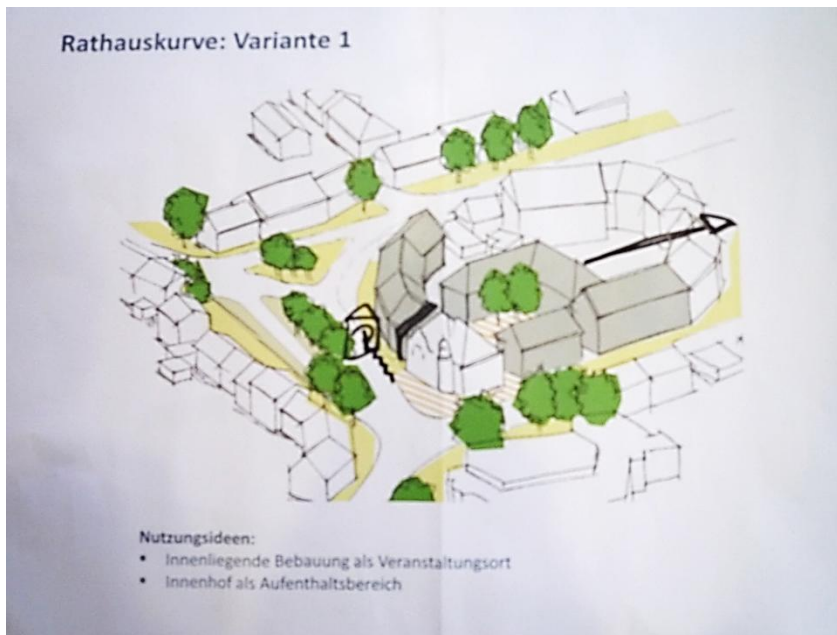 Rathauskurve: Variante 1
P
Nutzungsideen:
▪ Innenliegende Bebauung als Veranstaltungsort
▪ Innenhof als Aufenthaltsbereich